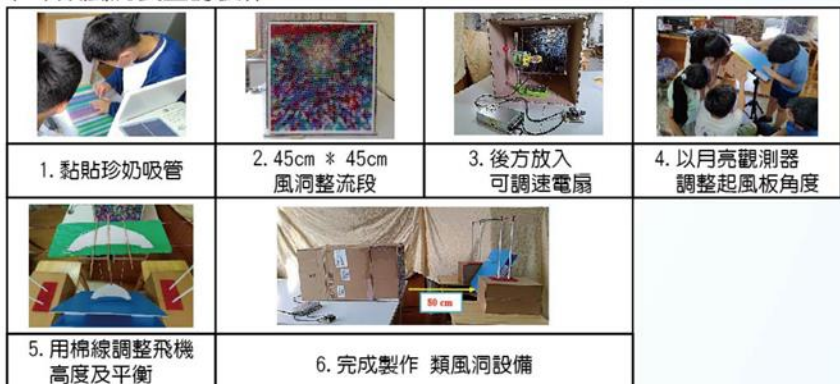 1.黏貼珍奶吸管
2.45cm * 45cm
風洞整流段
3.後方放入
可調速電扇
4.以月亮觀測器
調整起風板角度
80 cm
5.用棉線調整飛機
高度及平衡
6.完成製作 類風洞設備